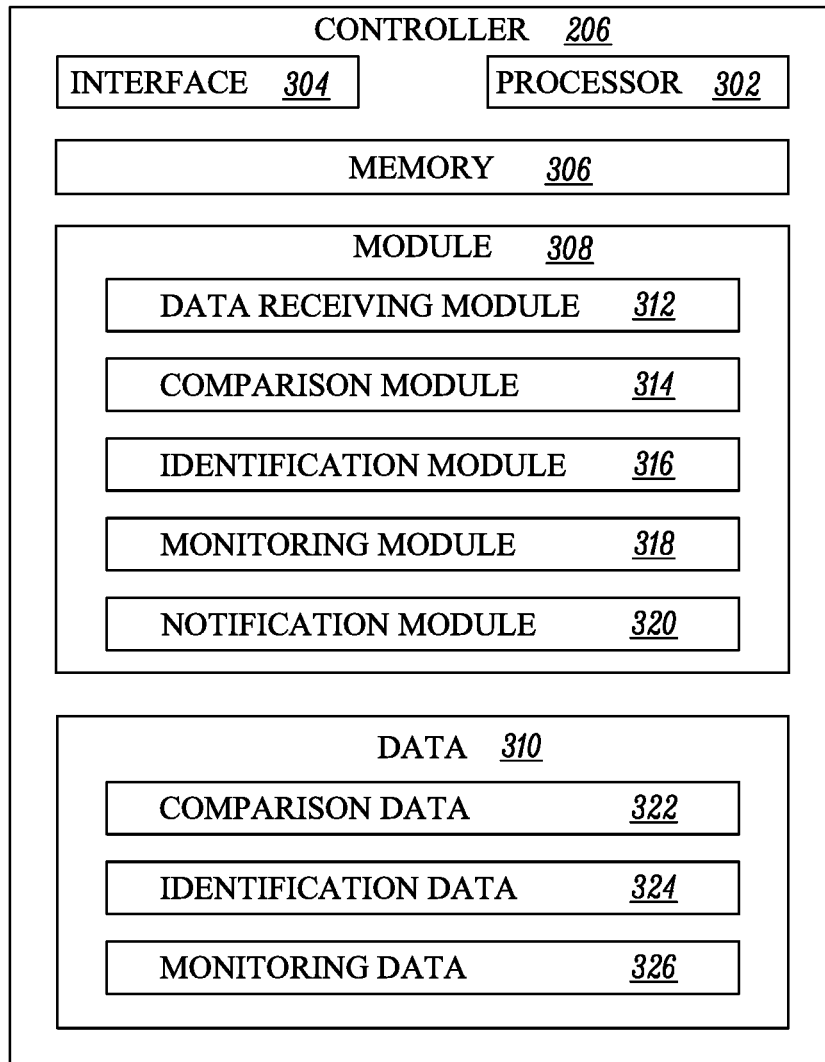 CONTROLLER 206
INTERFACE 304
PROCESSOR 302
MEMORY 306
MODULE 308
DATA RECEIVING MODULE 312
COMPARISON MODULE 314
IDENTIFICATION MODULE 316
MONITORING MODULE 318
NOTIFICATION MODULE 320
DATA 310
COMPARISON DATA 322
IDENTIFICATION DATA 324
MONITORING DATA 326